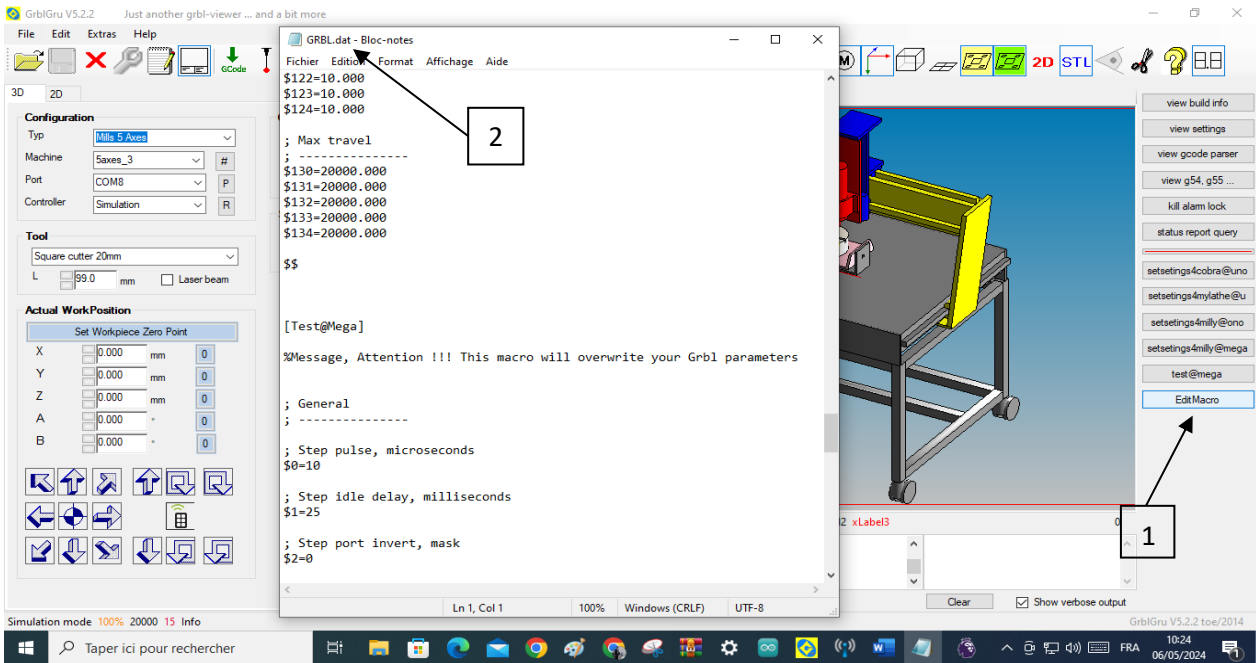 GrblGru V5.2.2 Just another grbl-viewer ... and a bit more
File Edit Extras Help
GCode
M
2D
STL
3D 2D
Configuration
Typ Mills 5 Axes
Machine 5axes_3 #
Port COM8 P
Controller Simulation R
Tool
Square cutter 20mm
L 99.0 mm Laser beam
Actual WorkPosition
Set Workpiece Zero Point
X 0.000 mm 0
Y 0.000 mm 0
Z 0.000 mm 0
A 0.000 ° 0
B 0.000 ° 0
GRBL.dat - Bloc-notes
Fichier Edition Format Affichage Aide
$122=10.000
$123=10.000
$124=10.000
; Max travel
; ---------------
$130=20000.000
$131=20000.000
$132=20000.000
$133=20000.000
$134=20000.000
$$
[Test@Mega]
%Message, Attention !!! This macro will overwrite your Grbl parameters
; General
; ---------------
; Step pulse, microseconds
$0=10
; Step idle delay, milliseconds
$1=25
; Step port invert, mask
$2=0
Ln 1, Col 1 100% Windows (CRLF) UTF-8
2
view build info
view settings
view gcode parser
view g54, g55 ...
kill alarm lock
status report query
setsetings4cobra@uno
setsetings4mylathe@u
setsetings4milly@ono
setsetings4milly@mega
test@mega
EditMacro
1
xLabel3
Clear Show verbose output
Simulation mode 100% 20000 15 Info
GrblGru V5.2.2 toe/2014
Taper ici pour rechercher
FRA
10:24
06/05/2024